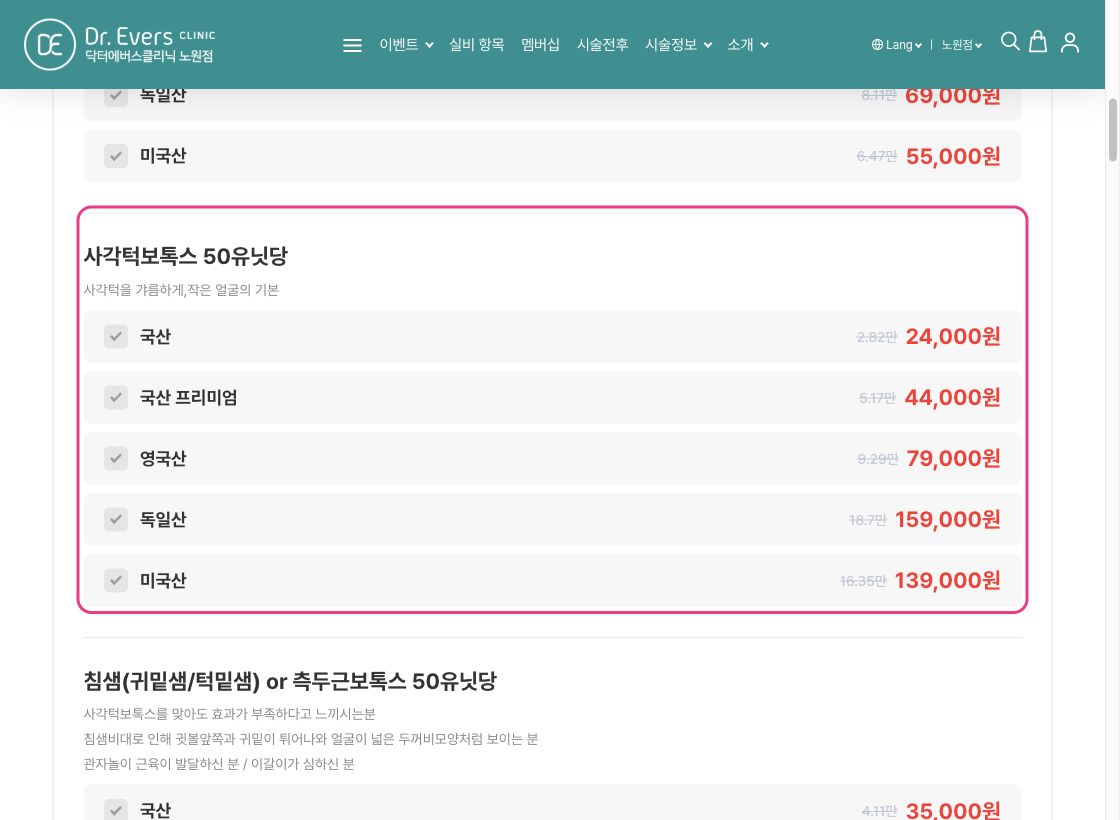 Dr. Evers CLINIC
닥터에버스클리닉 노원점
이벤트 실비 항목 멤버십 시술전후 시술정보 소개
Lang | 노원점
독일산 8.11만 69,000원
미국산 6.47만 55,000원
사각턱보톡스 50유닛당
사각턱을 갸름하게,작은 얼굴의 기본
국산 2.82만 24,000원
국산 프리미엄 5.17만 44,000원
영국산 9.29만 79,000원
독일산 18.7만 159,000원
미국산 16.35만 139,000원
침샘(귀밑샘/턱밑샘) or 측두근보톡스 50유닛당
사각턱보톡스를 맞아도 효과가 부족하다고 느끼시는분
침샘비대로 인해 귓볼앞쪽과 귀밑이 튀어나와 얼굴이 넓은 두꺼비모양처럼 보이는 분
관자놀이 근육이 발달하신 분 / 이갈이가 심하신 분
국산 4.11만 35,000원